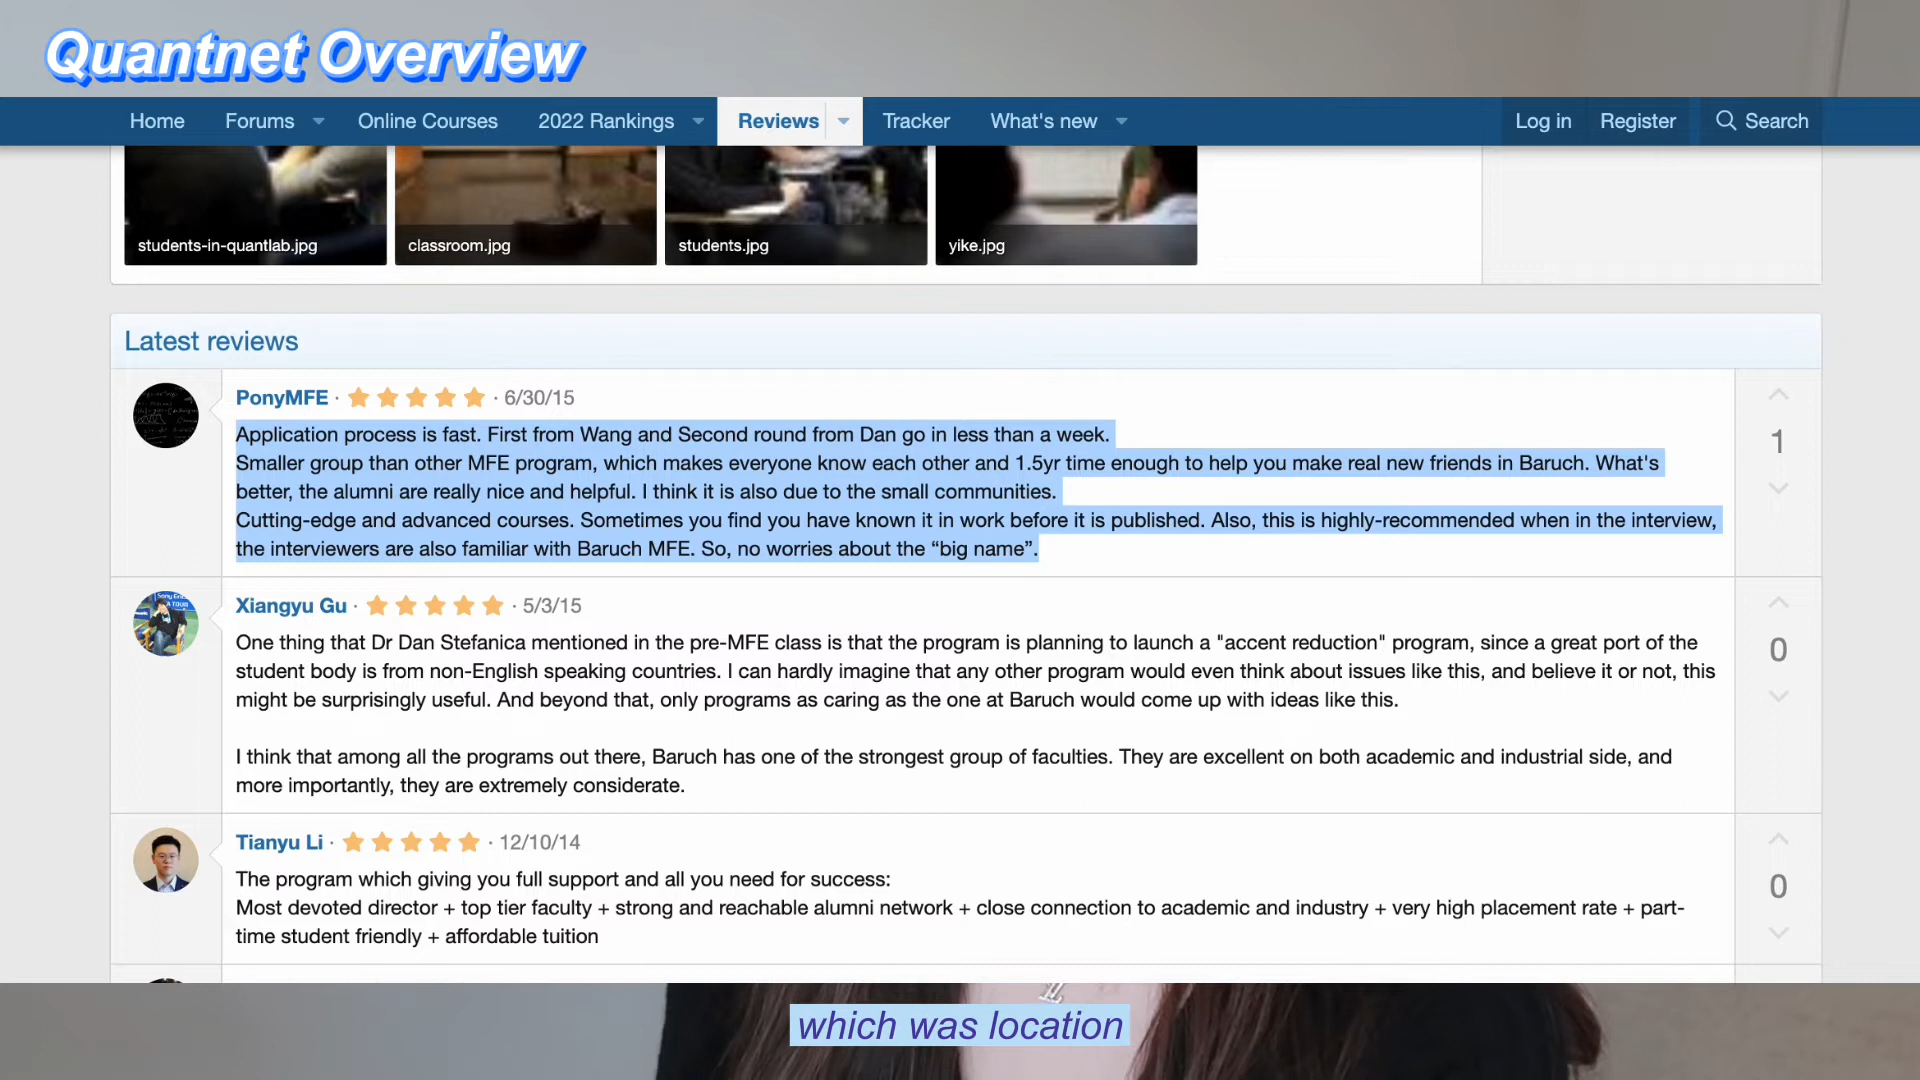 Quantnet Overview
Home Forums Online Courses 2022 Rankings Reviews Tracker What's new Log in Register Search
students-in-quantlab.jpg classroom.jpg students.jpg yike.jpg
Latest reviews
PonyMFE · 6/30/15
Application process is fast. First from Wang and Second round from Dan go in less than a week.
Smaller group than other MFE program, which makes everyone know each other and 1.5yr time enough to help you make real new friends in Baruch. What's
better, the alumni are really nice and helpful. I think it is also due to the small communities.
Cutting-edge and advanced courses. Sometimes you find you have known it in work before it is published. Also, this is highly-recommended when in the interview,
the interviewers are also familiar with Baruch MFE. So, no worries about the “big name”.
1
Xiangyu Gu · 5/3/15
One thing that Dr Dan Stefanica mentioned in the pre-MFE class is that the program is planning to launch a "accent reduction" program, since a great port of the
student body is from non-English speaking countries. I can hardly imagine that any other program would even think about issues like this, and believe it or not, this
might be surprisingly useful. And beyond that, only programs as caring as the one at Baruch would come up with ideas like this.
I think that among all the programs out there, Baruch has one of the strongest group of faculties. They are excellent on both academic and industrial side, and
more importantly, they are extremely considerate.
0
Tianyu Li · 12/10/14
The program which giving you full support and all you need for success:
Most devoted director + top tier faculty + strong and reachable alumni network + close connection to academic and industry + very high placement rate + part-
time student friendly + affordable tuition
0
which was location